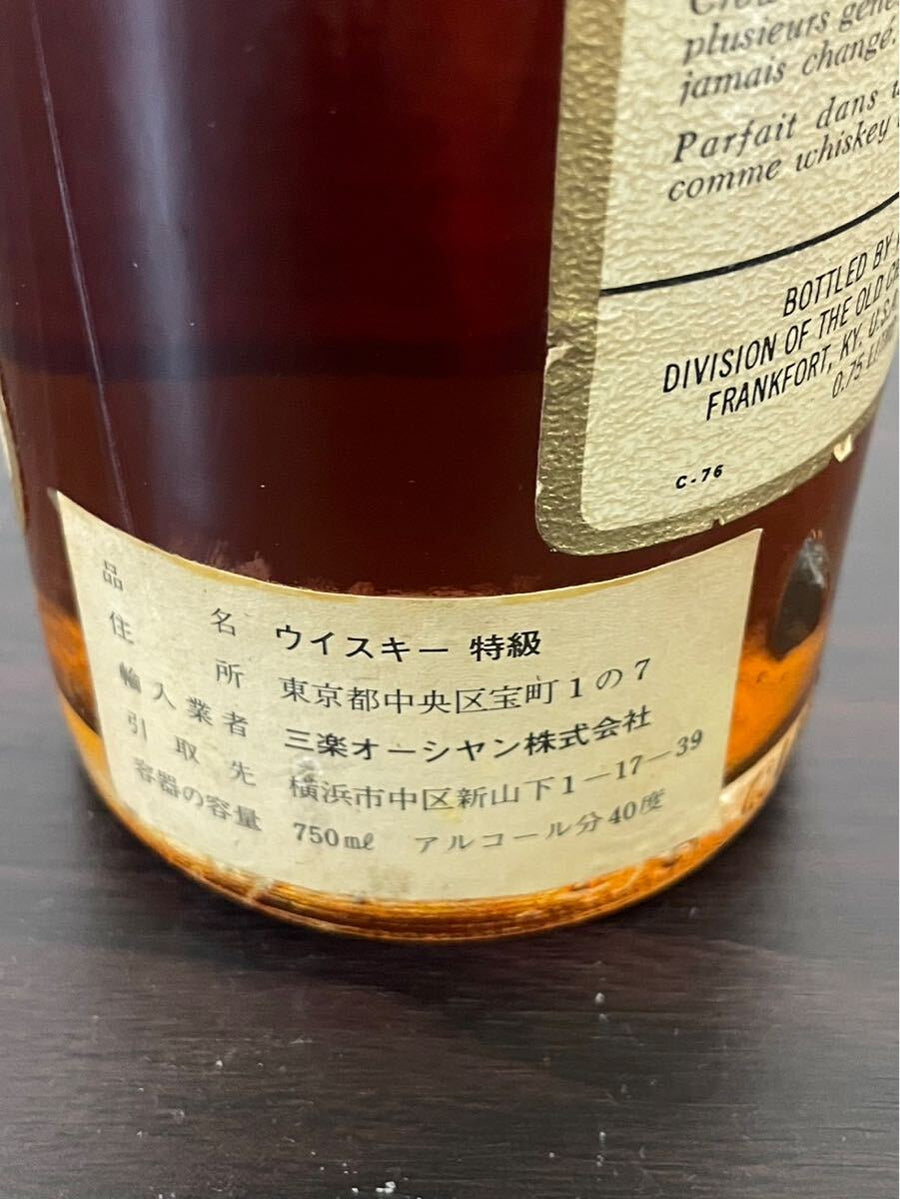 plusieurs
jamais changé.
Parfait dans
comme whiskey
BOTTLED BY
DIVISION OF THE OLD
FRANKFORT, KY. U.S.A.
0.75
C-76
品名 ウイスキー 特級
住所 東京都中央区宝町1の7
輸入業者 三楽オーシヤン株式会社
引取先 横浜市中区新山下1-17-39
容器の容量 750ml アルコール分40度